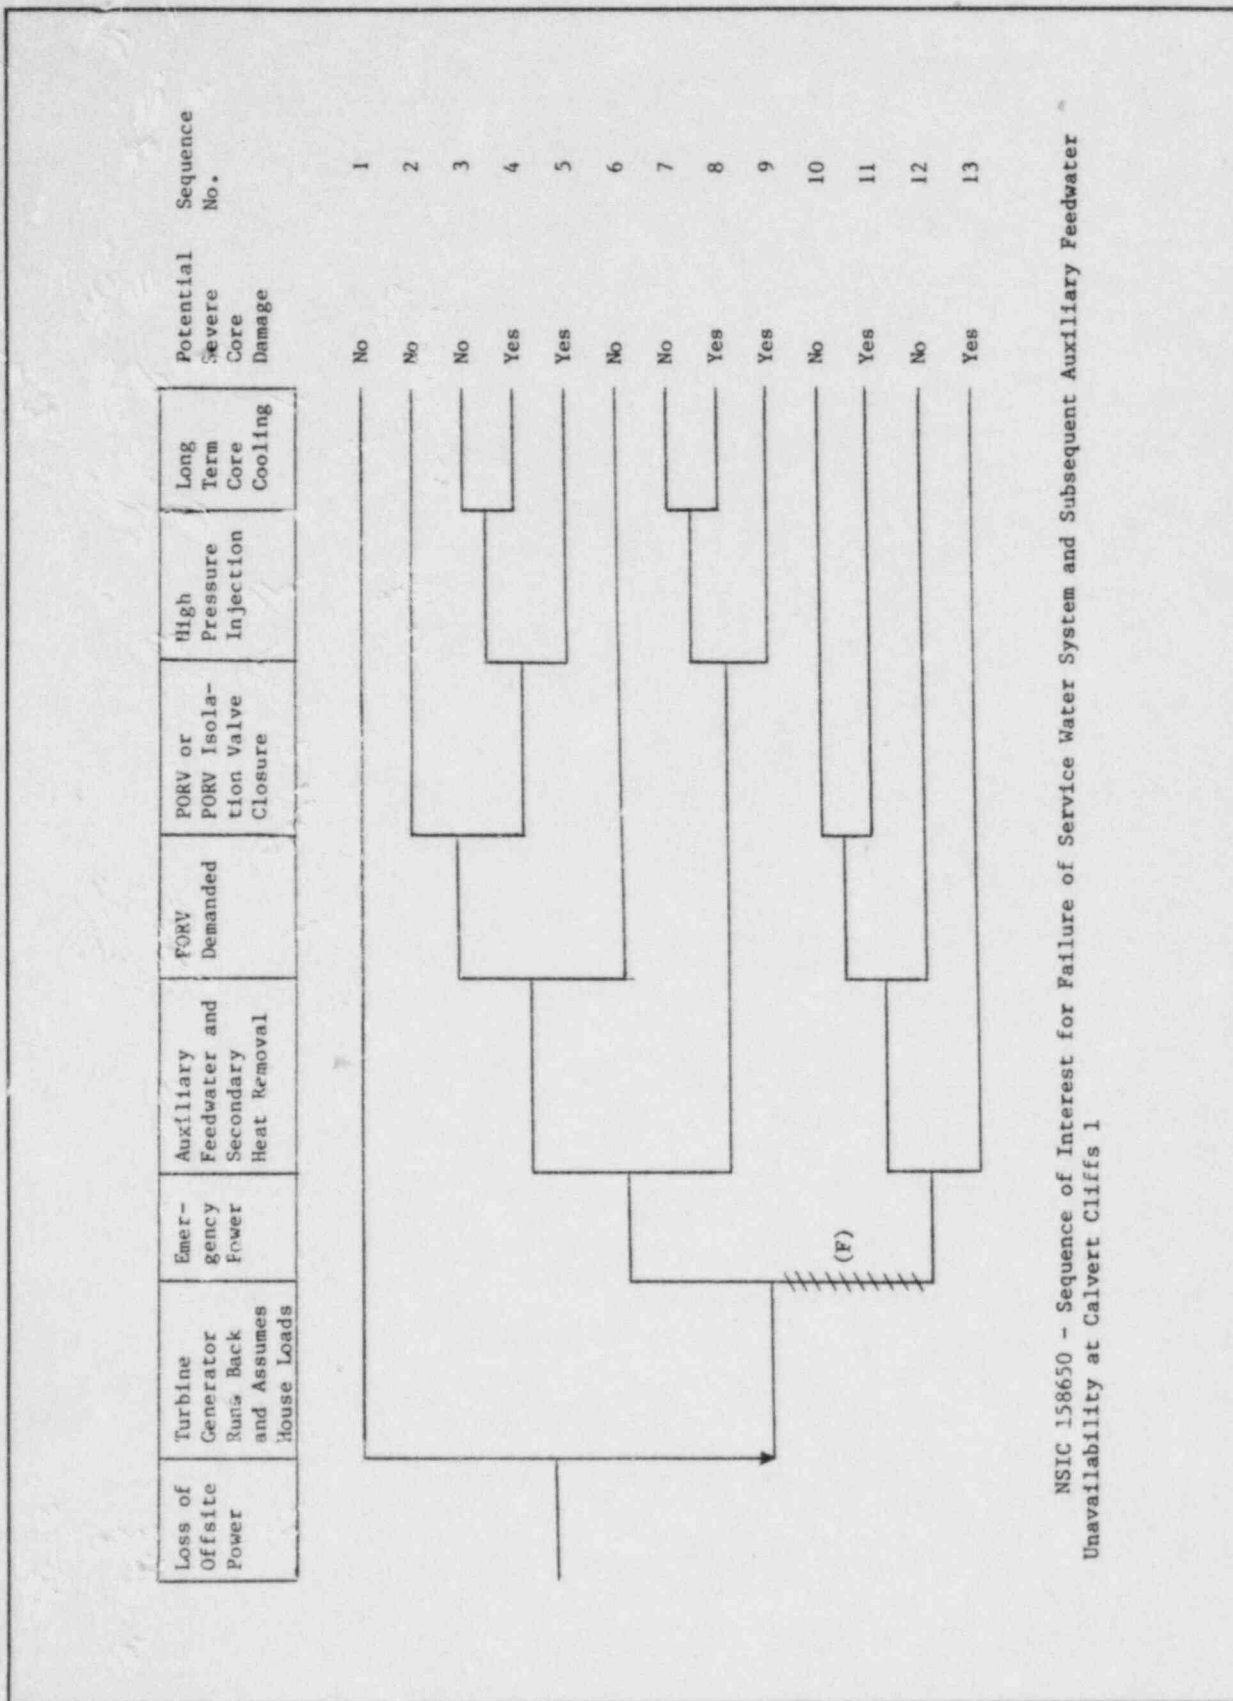 Loss of
Offsite
Power
Turbine
Generator
Runs Back
and Assumes
House Loads
Emer-
gency
Power
Auxiliary
Feedwater and
Secondary
Heat Removal
PORV
Demanded
PORV or
PORV Isola-
tion Valve
Closure
High
Pressure
Injection
Long
Term
Core
Cooling
Potential
Severe
Core
Damage
Sequence
No.
No 1
No 2
No 3
Yes 4
Yes 5
No 6
No 7
Yes 8
Yes 9
No 10
Yes 11
No 12
Yes 13
(F)
NSIC 158650 - Sequence of Interest for Failure of Service Water System and Subsequent Auxiliary Feedwater
Unavailability at Calvert Cliffs 1